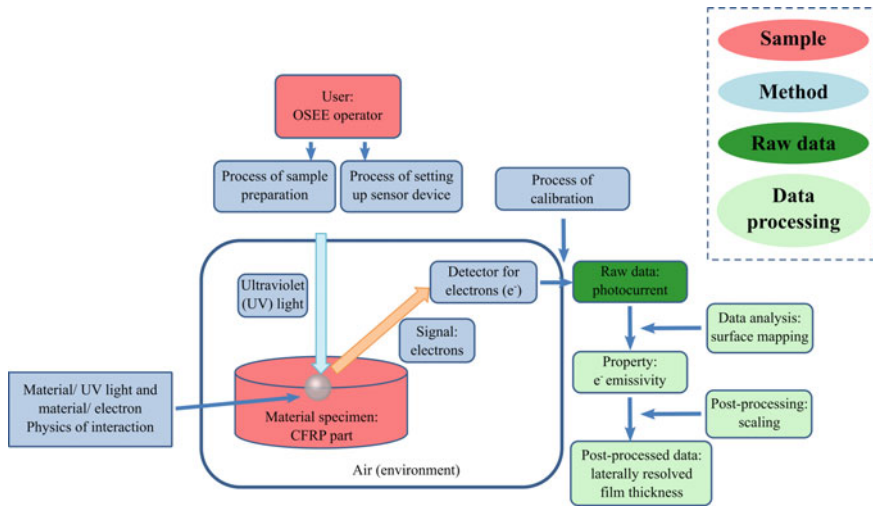 Sample
Method
Raw data
Data
processing
User:
OSEE operator
Process of sample
preparation
Process of setting
up sensor device
Process of
calibration
Ultraviolet
(UV) light
Detector for
electrons (e⁻)
Signal:
electrons
Raw data:
photocurrent
Data analysis:
surface mapping
Property:
e⁻ emissivity
Material/ UV light and
material/ electron
Physics of interaction
Material specimen:
CFRP part
Air (environment)
Post-processing:
scaling
Post-processed data:
laterally resolved
film thickness